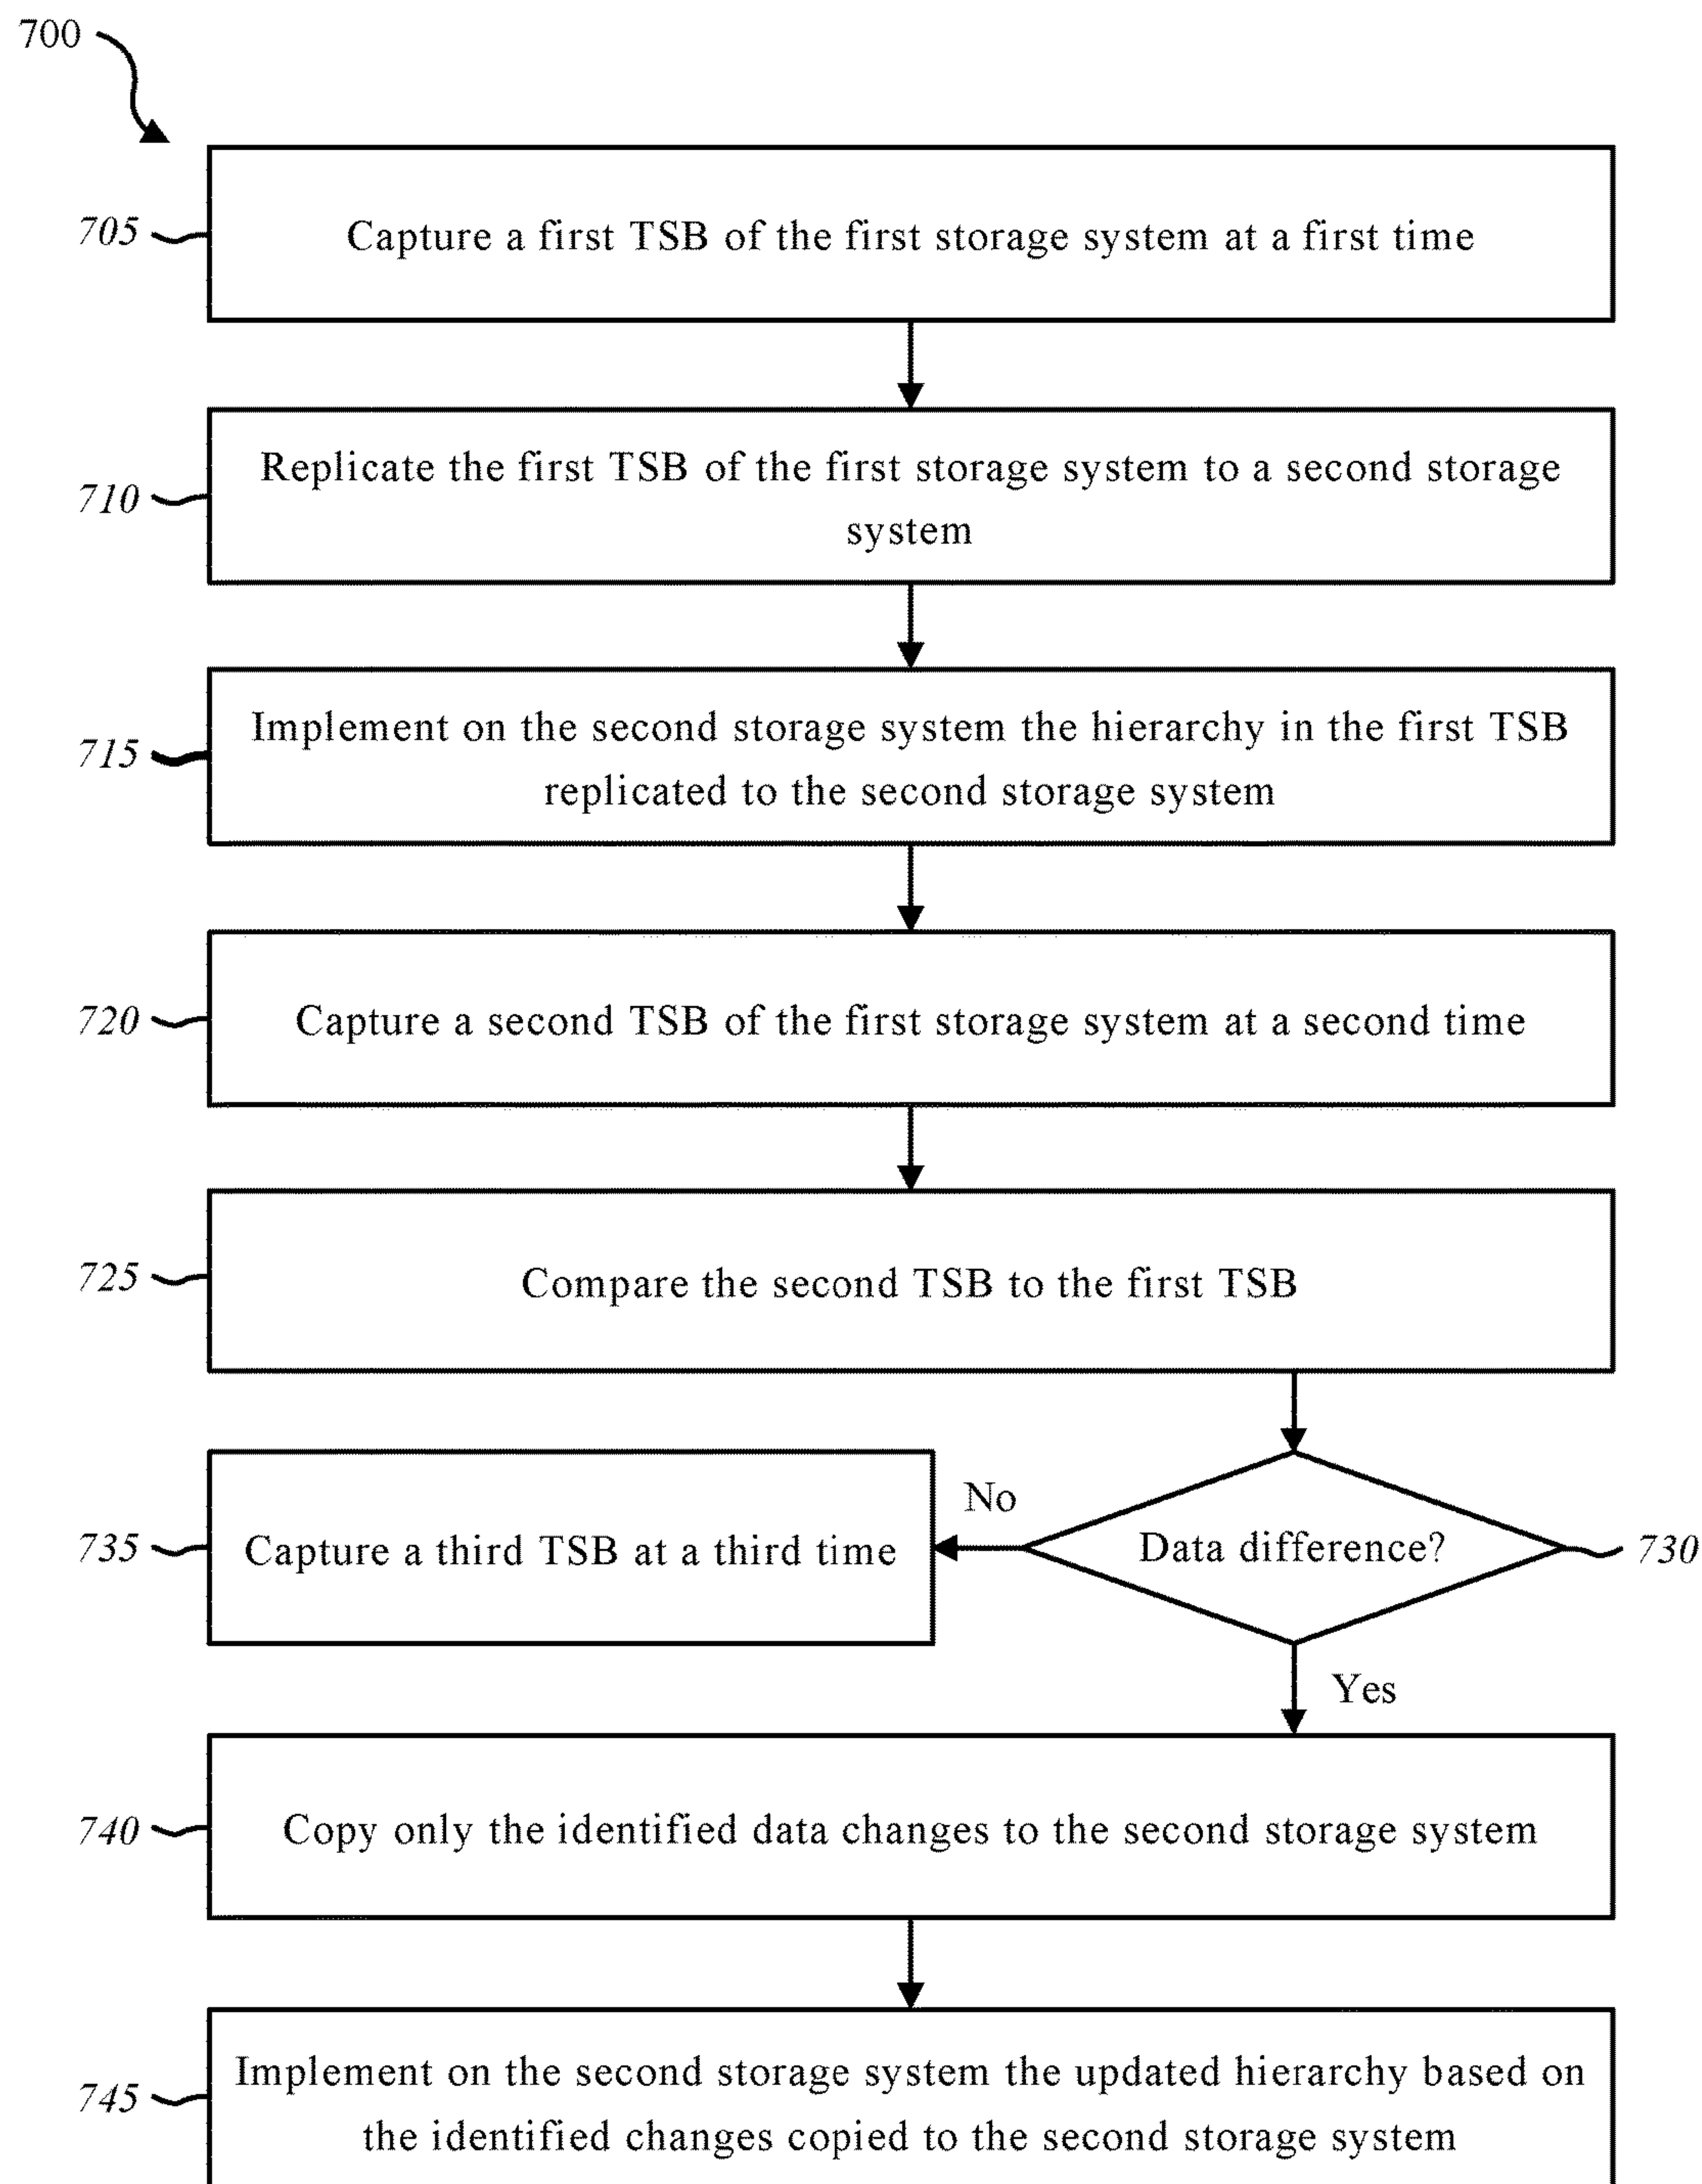 700
705
Capture a first TSB of the first storage system at a first time
Replicate the first TSB of the first storage system to a second storage
710
system
Implement on the second storage system the hierarchy in the first TSB
715
replicated to the second storage system
720
Capture a second TSB of the first storage system at a second time
725
Compare the second TSB to the first TSB
No
735
Capture a third TSB at a third time
Data difference?
730
Yes
740
Copy only the identified data changes to the second storage system
Implement on the second storage system the updated hierarchy based on
745
the identified changes copied to the second storage system